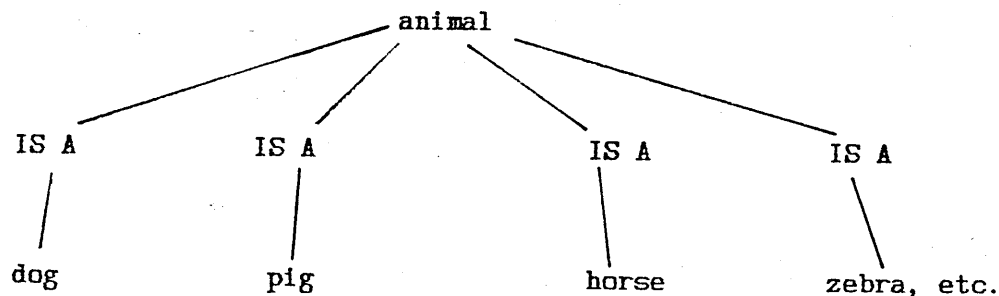 animal
IS A IS A IS A IS A
dog pig horse zebra, etc.